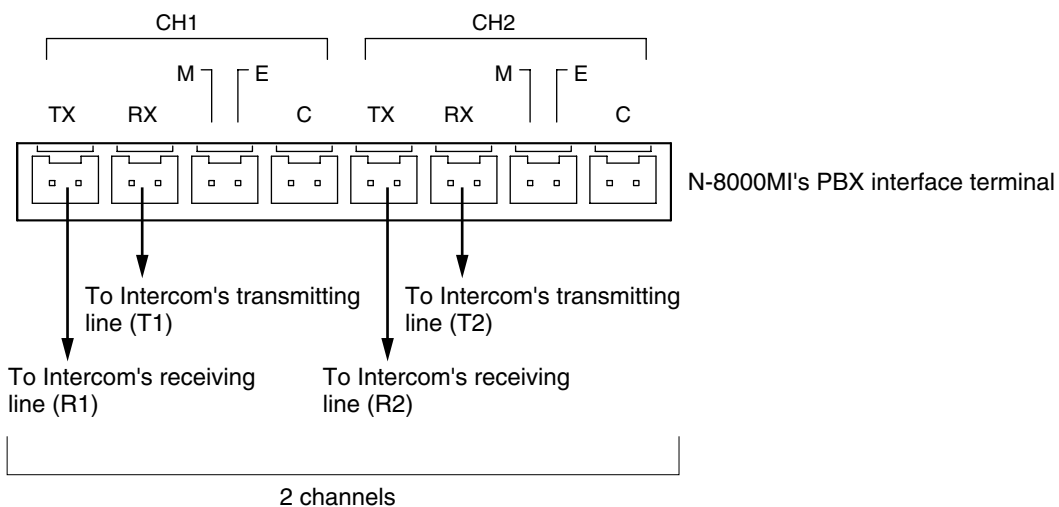 CH1 CH2
M E M E
TX RX C TX RX C
N-8000MI's PBX interface terminal
To Intercom's transmitting
line (T1)
To Intercom's transmitting
line (T2)
To Intercom's receiving
line (R1)
To Intercom's receiving
line (R2)
2 channels